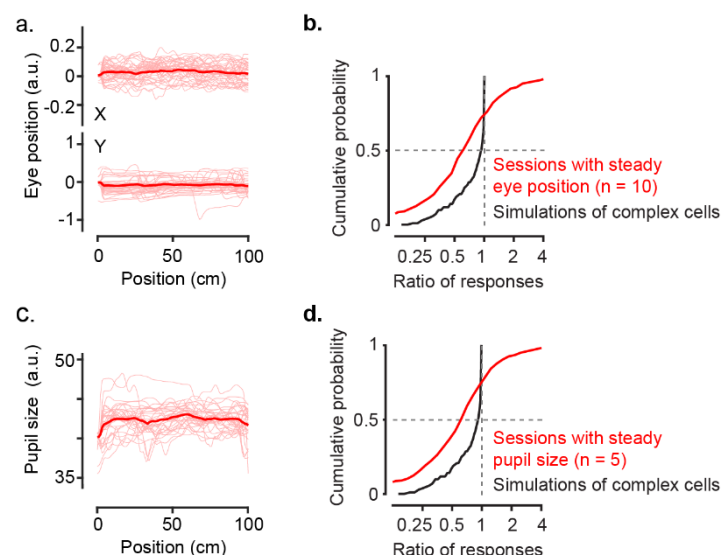 a.
Eye position (a.u.)
0.2
0
-0.2
X
1
0
-1
Y
0 50 100
Position (cm)
b.
Cumulative probability
1
0.5
0
Sessions with steady
eye position (n = 10)
Simulations of complex cells
0.25 0.5 1 2 4
Ratio of responses
c.
Pupil size (a.u.)
50
35
0 50 100
Position (cm)
d.
Cumulative probability
1
0.5
0
Sessions with steady
pupil size (n = 5)
Simulations of complex cells
0.25 0.5 1 2 4
Ratio of responses